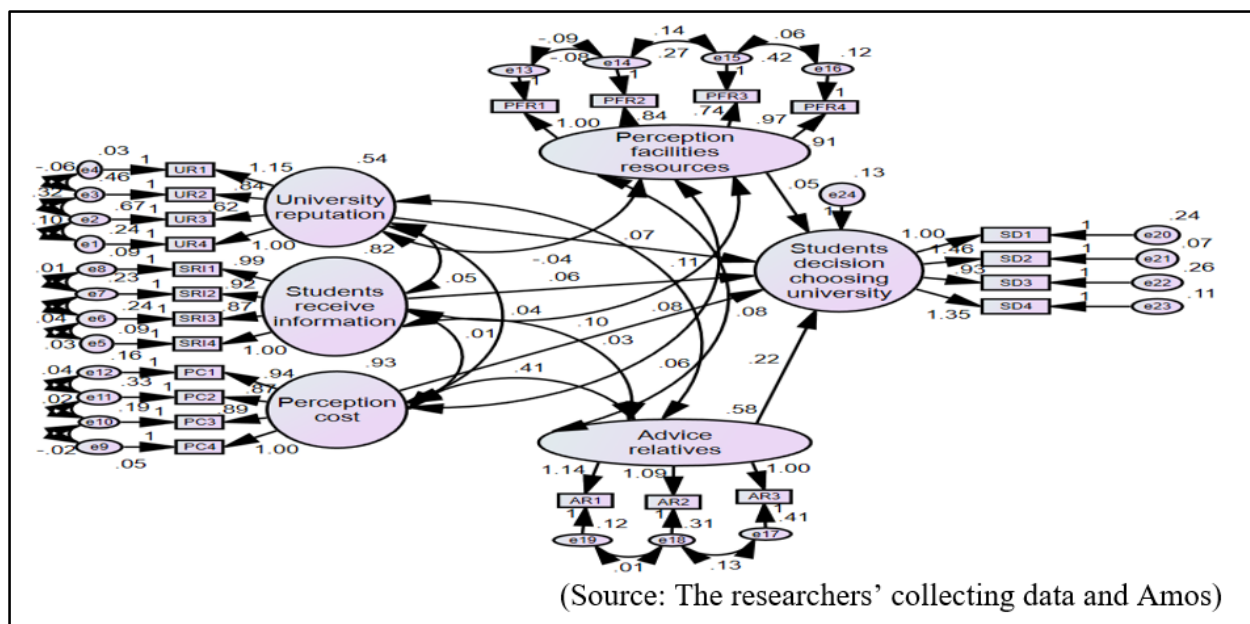 -.09 .14 .06
e13 -.08 e14 .27 e15 .42 e16 .12
1 1 1 1
PFR1 PFR2 PFR3 PFR4
1.00 .84 .74 .97
Perception
facilities
resources
.91
-.06 e4 .03 1 UR1 1.15 .54
.32 e3 .46 1 UR2 .84
e2 .67 1 UR3 .62
.10 e1 .24 1 UR4 1.00
University
reputation
.09 .82
.01 e8 1 SRI1 .99
e7 .23 1 SRI2 .92
.04 e6 .24 1 SRI3 .87
.03 e5 .09 1 SRI4 1.00
Students
receive
information
.16 .93
.04 e12 1 PC1 .94
.02 e11 .33 1 PC2 .87
e10 .19 1 PC3 .89
-.02 e9 1 PC4 1.00
.05
Perception
cost
.05 e24 .13
1
.07 -.04 .11
.05 .06
.04 .10 .08 .08
.01 .03
.41 .06 .22
.58
Students
decision
choosing
university
1.00 SD1 1 e20 .24
1.46 SD2 1 e21 .07
.93 SD3 1 e22 .26
1.35 SD4 1 e23 .11
Advice
relatives
1.14 1.09 1.00
AR1 AR2 AR3
1 1 1
.12 .31 .41
e19 e18 e17
.01 .13
(Source: The researchers’ collecting data and Amos)